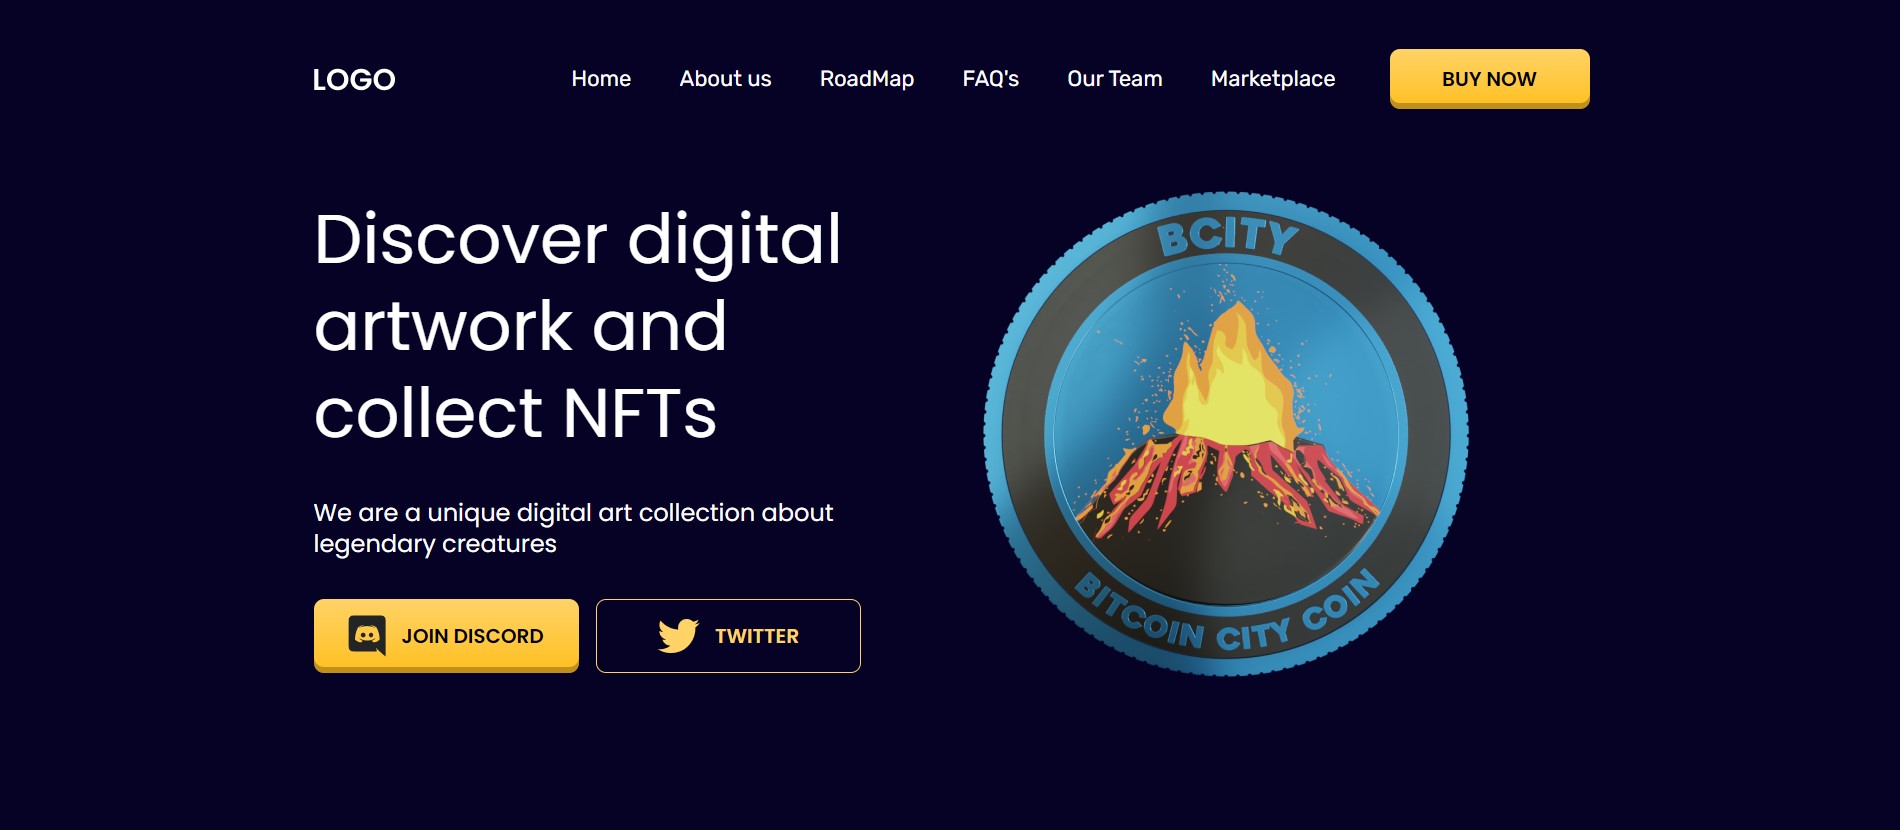 LOGO
Home
About us
RoadMap
FAQ's
Our Team
Marketplace
BUY NOW
Discover digital
artwork and
collect NFTs
We are a unique digital art collection about
legendary creatures
JOIN DISCORD
TWITTER
BCITY
BITCOIN CITY COIN